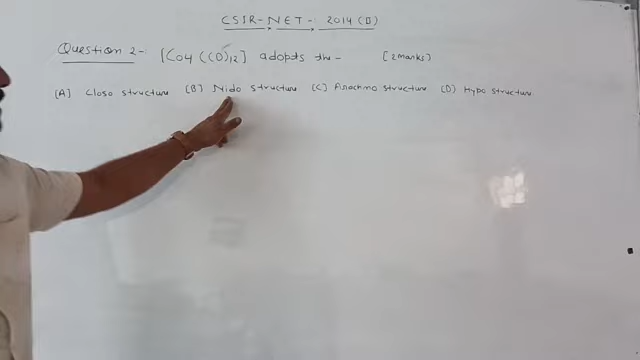 CSIR-NET-: 2014 (II)
Question 2-: [Co4 (CO)12] adopts the - [2 marks]
[A] Closo structure [B] Nido structure [C] Arachno structure [D] Hypo structure